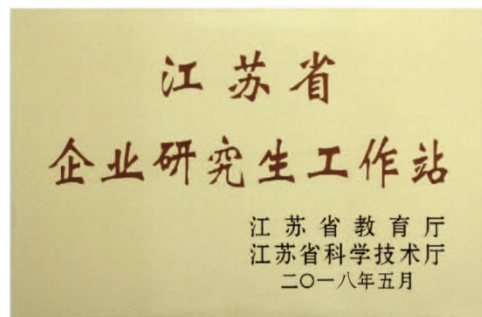 江苏省
企业研究生工作站
江苏省教育厅
江苏省科学技术厅
二〇一八年五月